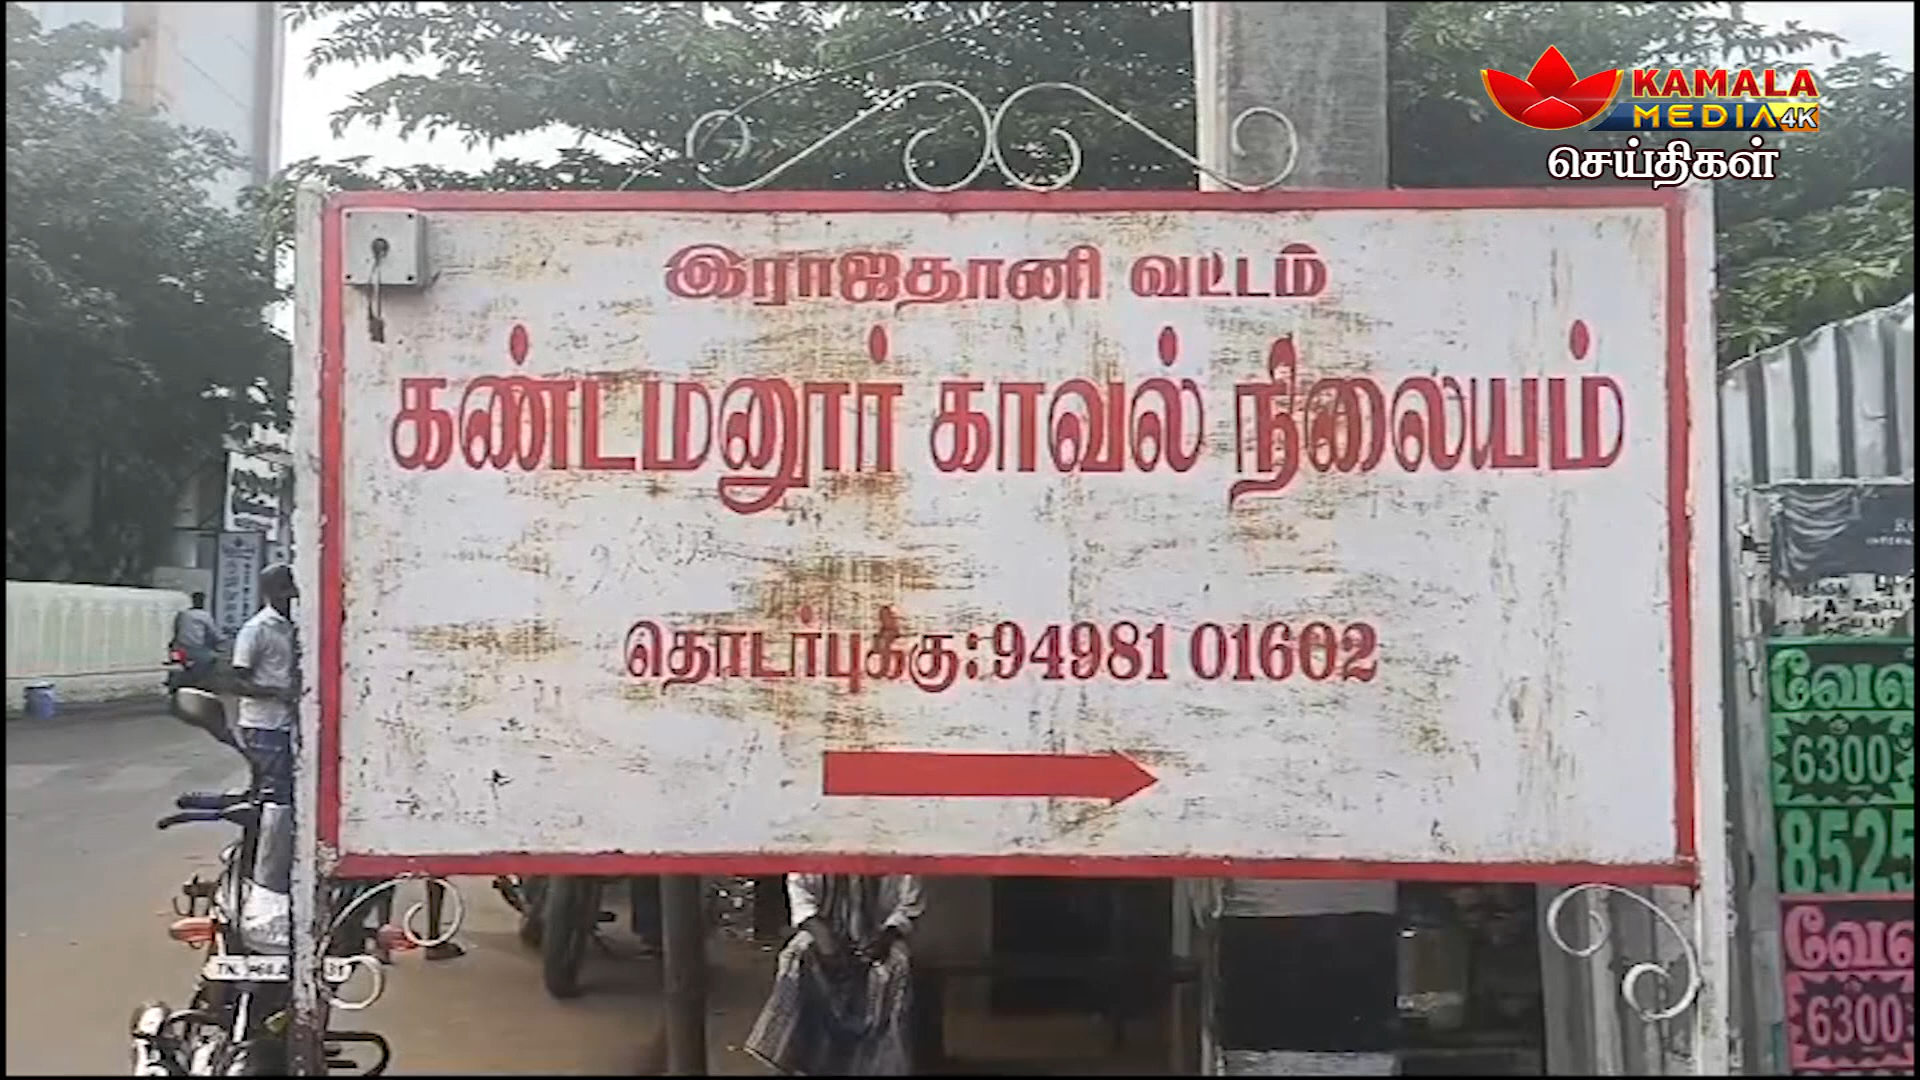 KAMALA
MEDIA 4K
செய்திகள்
இராஜதானி வட்டம்
கண்டமனூர் காவல் நிலையம்
தொடர்புக்கு: 94981 01602
6300
8525
6300